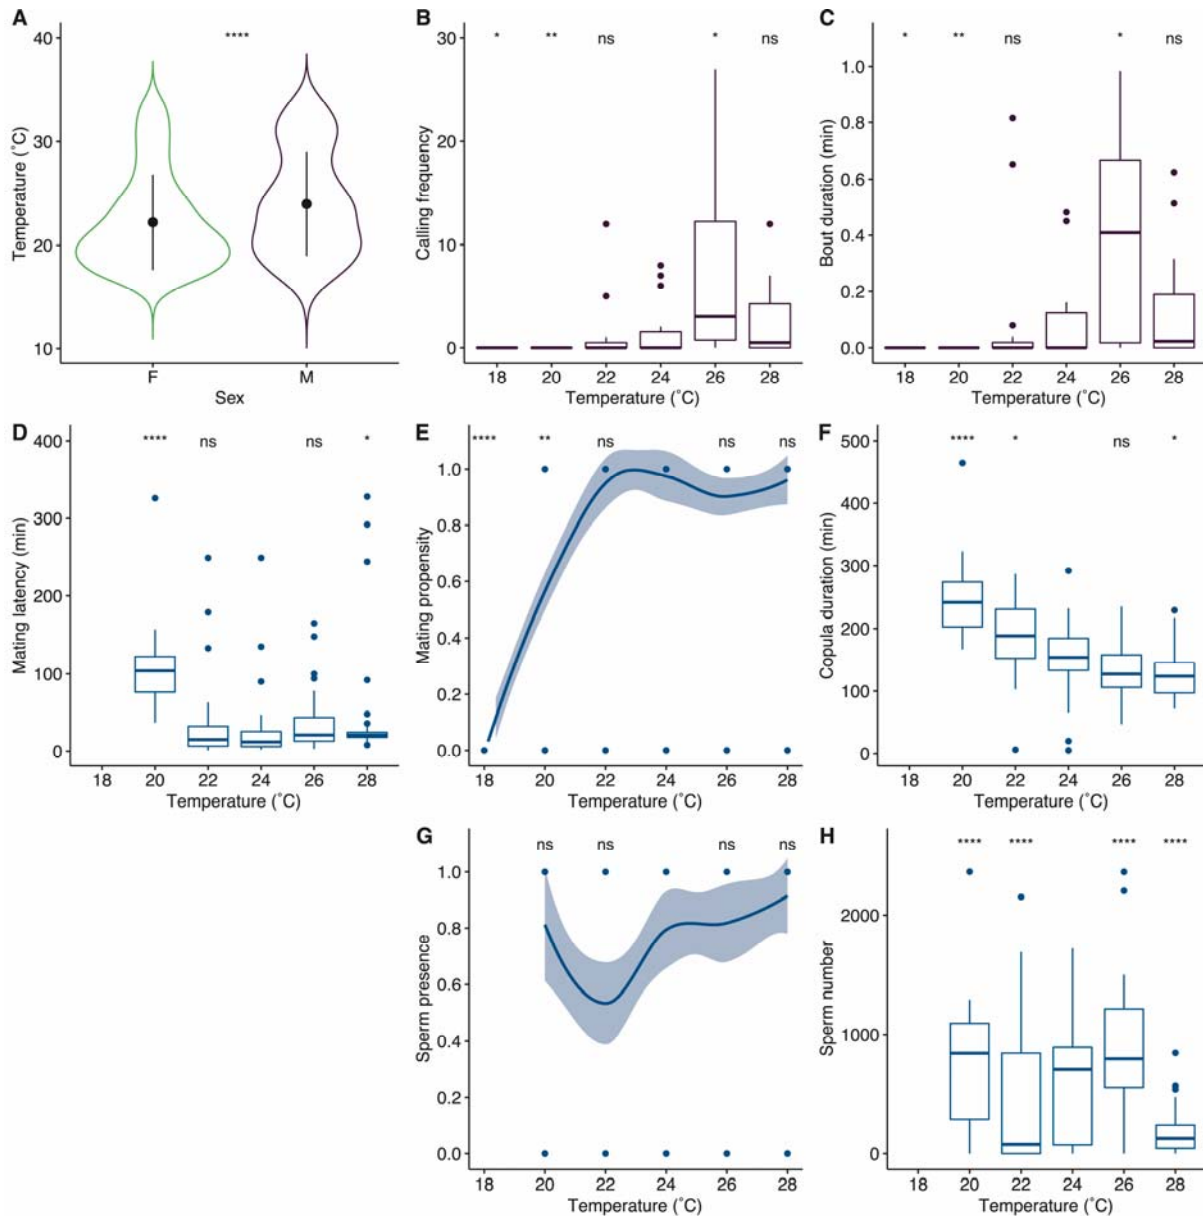 A
****
40
30
20
10
Temperature (˚C)
F
M
Sex
B
*
**
ns
*
ns
30
20
10
0
Calling frequency
18
20
22
24
26
28
Temperature (˚C)
C
*
**
ns
*
ns
1.0
0.8
0.6
0.4
0.2
0.0
Bout duration (min)
18
20
22
24
26
28
Temperature (˚C)
D
****
ns
ns
*
400
300
200
100
0
Mating latency (min)
18
20
22
24
26
28
Temperature (˚C)
E
****
**
ns
ns
ns
1.0
0.8
0.6
0.4
0.2
0.0
Mating propensity
18
20
22
24
26
28
Temperature (˚C)
F
****
*
ns
*
500
400
300
200
100
0
Copula duration (min)
18
20
22
24
26
28
Temperature (˚C)
G
ns
ns
ns
ns
1.0
0.8
0.6
0.4
0.2
0.0
Sperm presence
18
20
22
24
26
28
Temperature (˚C)
H
****
****
****
****
2000
1000
0
Sperm number
18
20
22
24
26
28
Temperature (˚C)